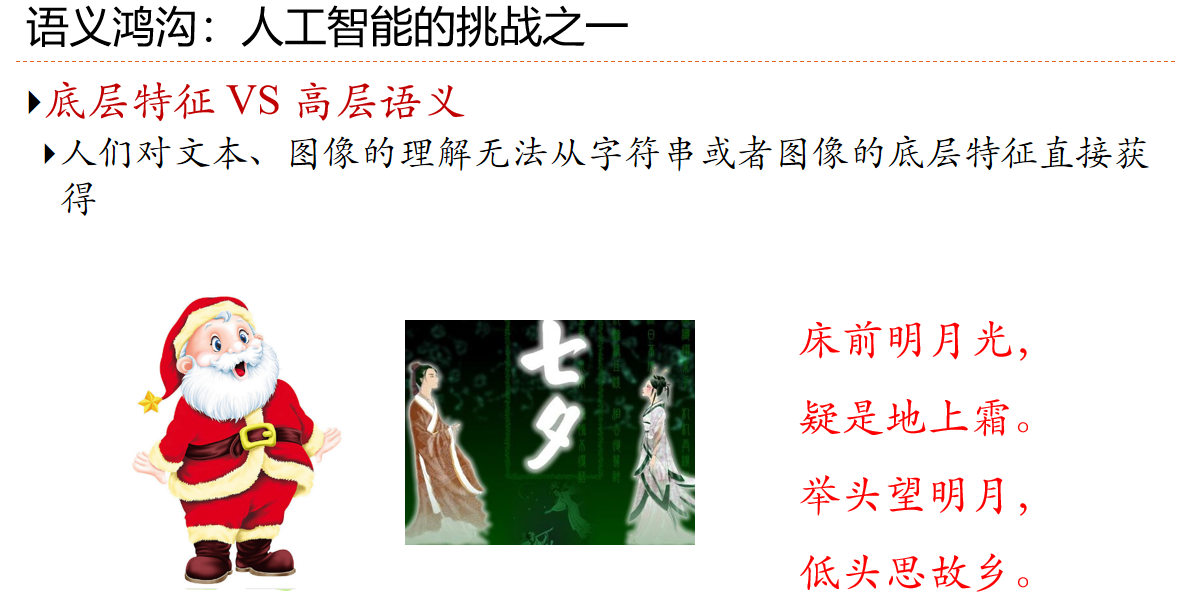 语义鸿沟：人工智能的挑战之一
底层特征 VS 高层语义
人们对文本、图像的理解无法从字符串或者图像的底层特征直接获
得
七夕
床前明月光，
疑是地上霜。
举头望明月，
低头思故乡。